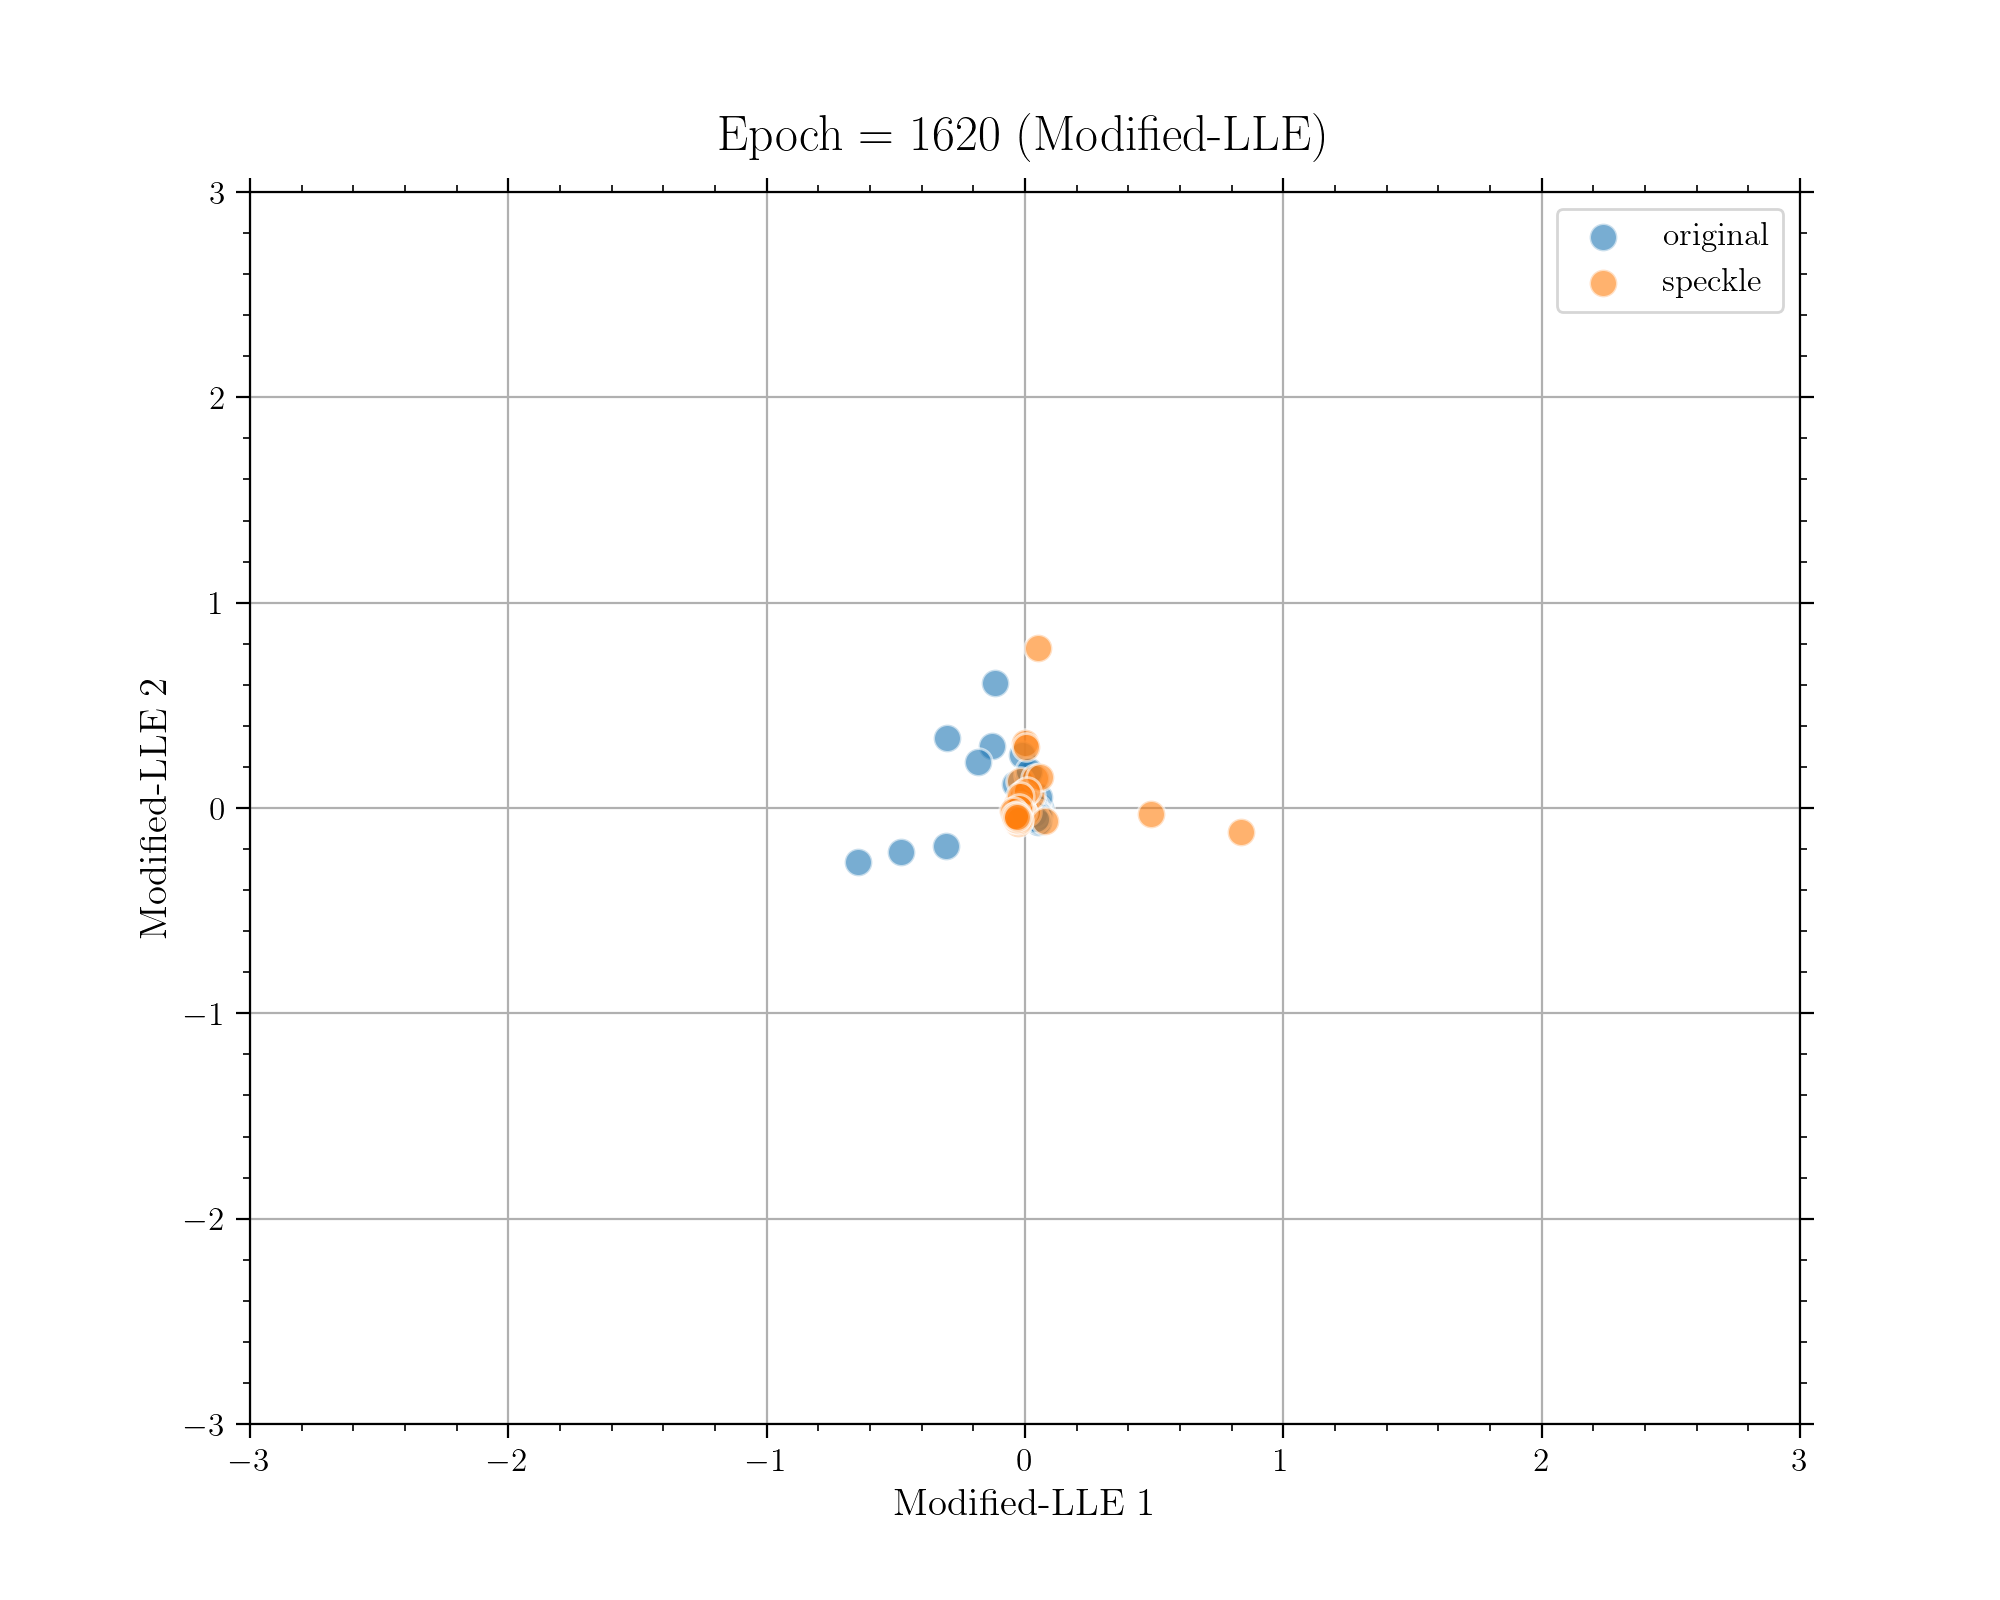 Epoch = 1620 (Modified-LLE)
original
speckle
3
2
1
0
−1
−2
−3
−3
−2
−1
0
1
2
3
Modified-LLE 2
Modified-LLE 1